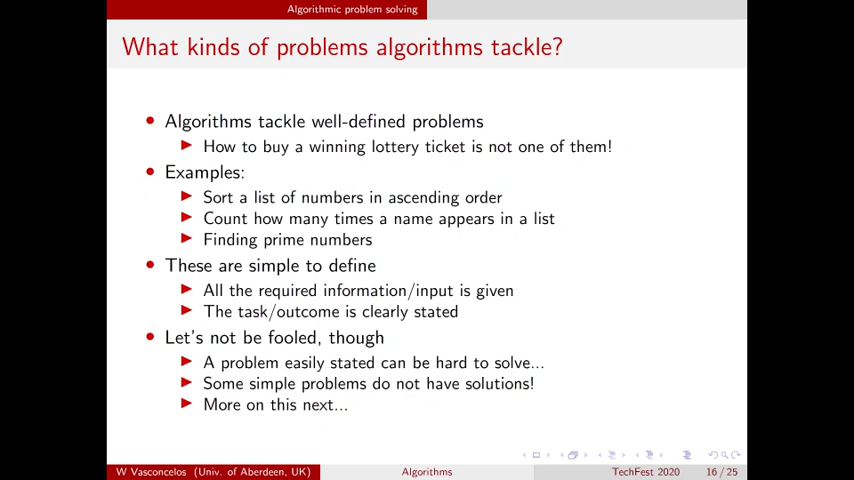 Algorithmic problem solving
What kinds of problems algorithms tackle?
Algorithms tackle well-defined problems
How to buy a winning lottery ticket is not one of them!
Examples:
Sort a list of numbers in ascending order
Count how many times a name appears in a list
Finding prime numbers
These are simple to define
All the required information/input is given
The task/outcome is clearly stated
Let's not be fooled, though
A problem easily stated can be hard to solve...
Some simple problems do not have solutions!
More on this next...
W Vasconcelos (Univ. of Aberdeen, UK) Algorithms TechFest 2020 16 / 25